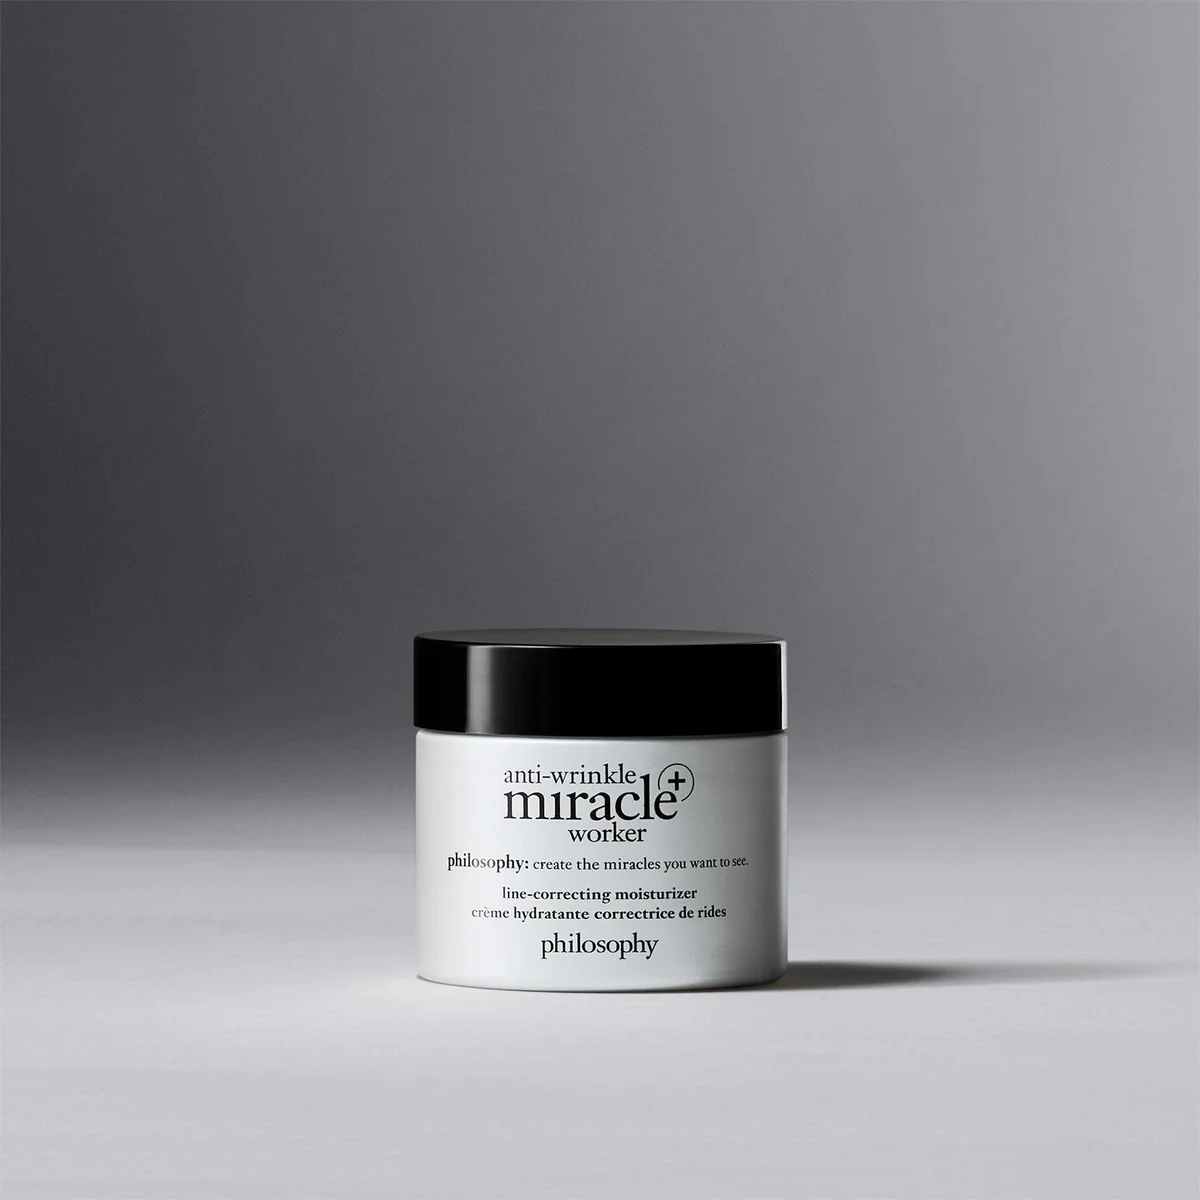 anti-wrinkle
miracle+
worker
philosophy: create the miracles you want to see.
line-correcting moisturizer
crème hydratante correctrice de rides
philosophy